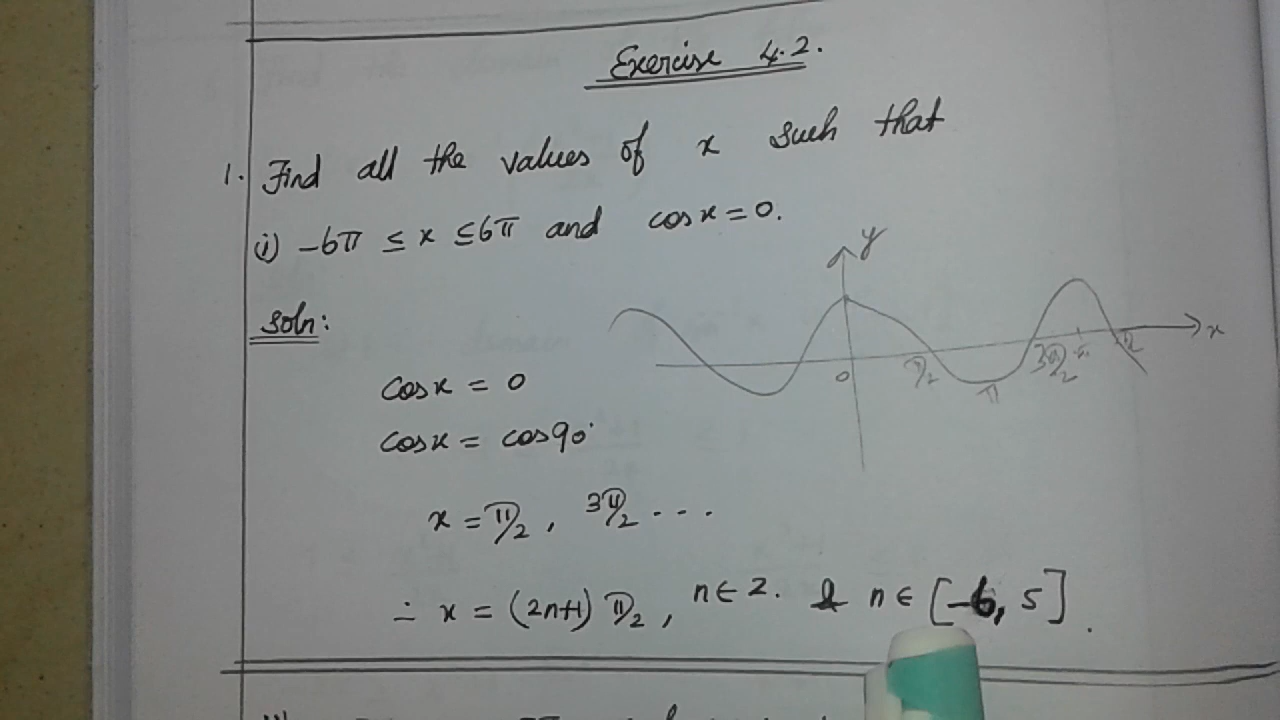 Exercise 4.2.
1. Find all the values of x such that
(i) -6π ≤ x ≤ 6π and cos x = 0.
Soln:
y
x
0
π/2
π
3π/2
cos x = 0
cos x = cos 90°
x = π/2, 3π/2 . . .
∴ x = (2n+1) π/2, n ∈ Z. & n ∈ [-6, 5].